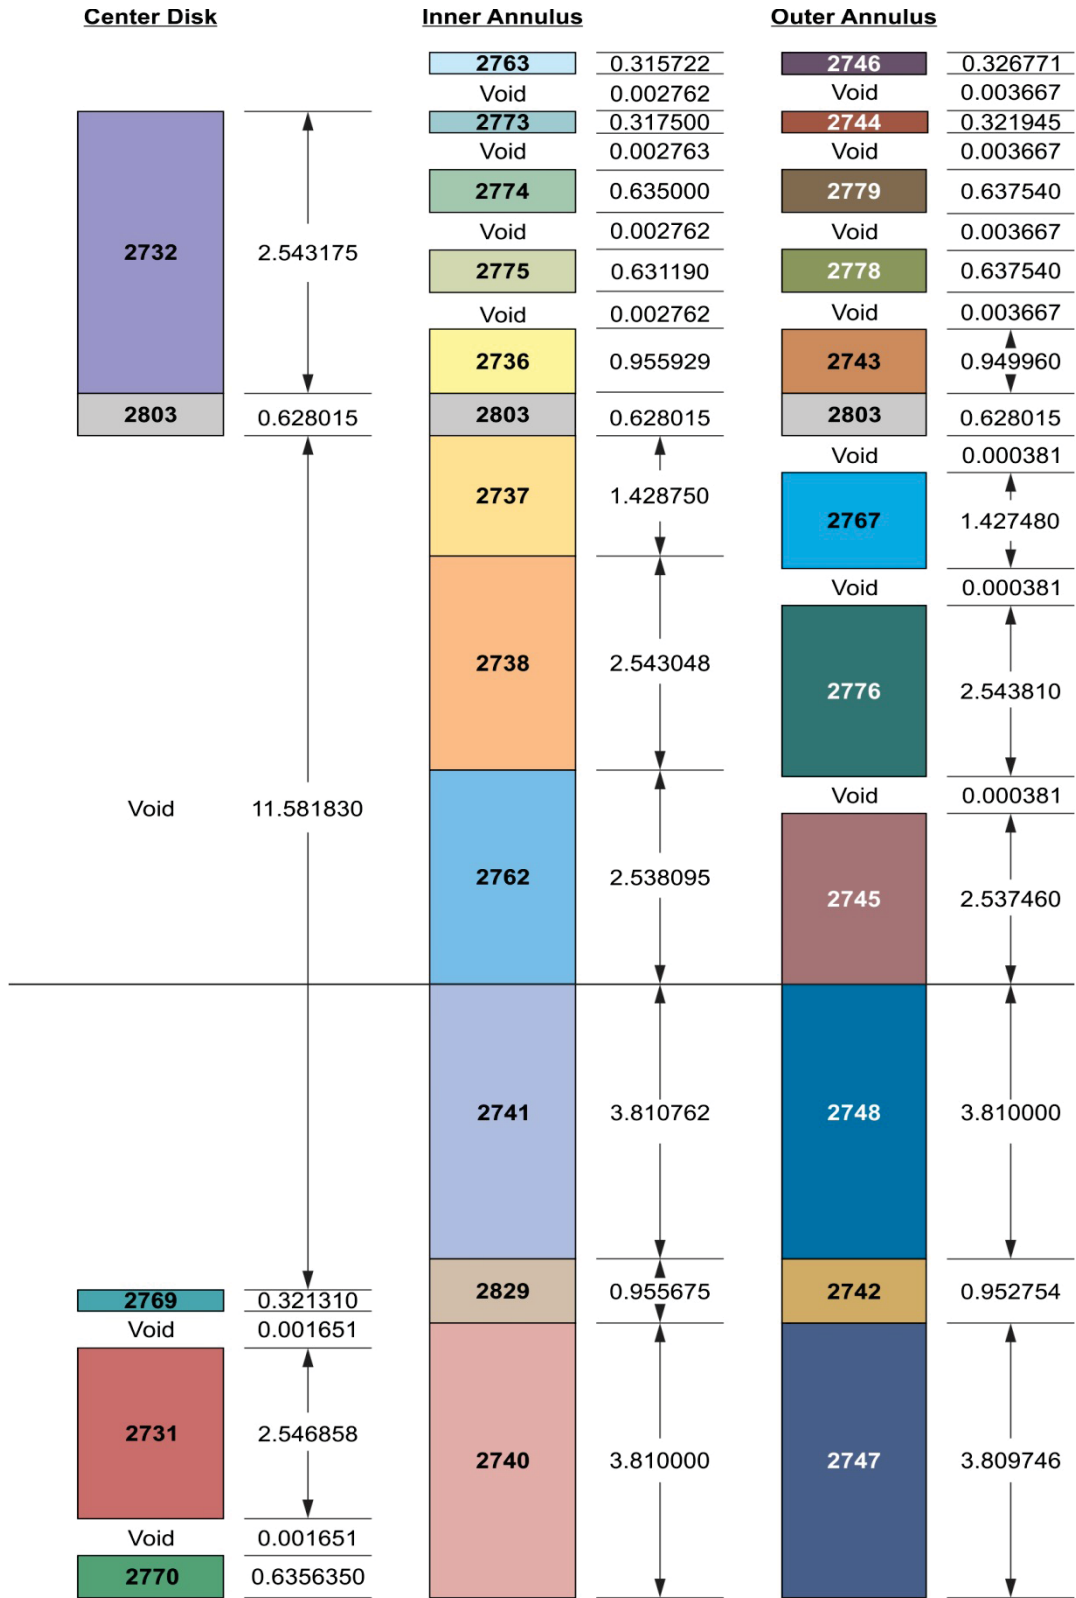 Center Disk Inner Annulus Outer Annulus
2763 0.315722 2746 0.326771
Void 0.002762 Void 0.003667
2773 0.317500 2744 0.321945
Void 0.002763 Void 0.003667
2774 0.635000 2779 0.637540
Void 0.002762 Void 0.003667
2732 2.543175
2775 0.631190 2778 0.637540
Void 0.002762 Void 0.003667
2736 0.955929 2743 0.949960
2803 0.628015 2803 0.628015 2803 0.628015
Void 0.000381
2737 1.428750
2767 1.427480
Void 0.000381
2738 2.543048
2776 2.543810
Void 11.581830 Void 0.000381
2762 2.538095
2745 2.537460
2741 3.810762 2748 3.810000
2829 0.955675 2742 0.952754
2769 0.321310
Void 0.001651
2731 2.546858
2740 3.810000 2747 3.809746
Void 0.001651
2770 0.6356350